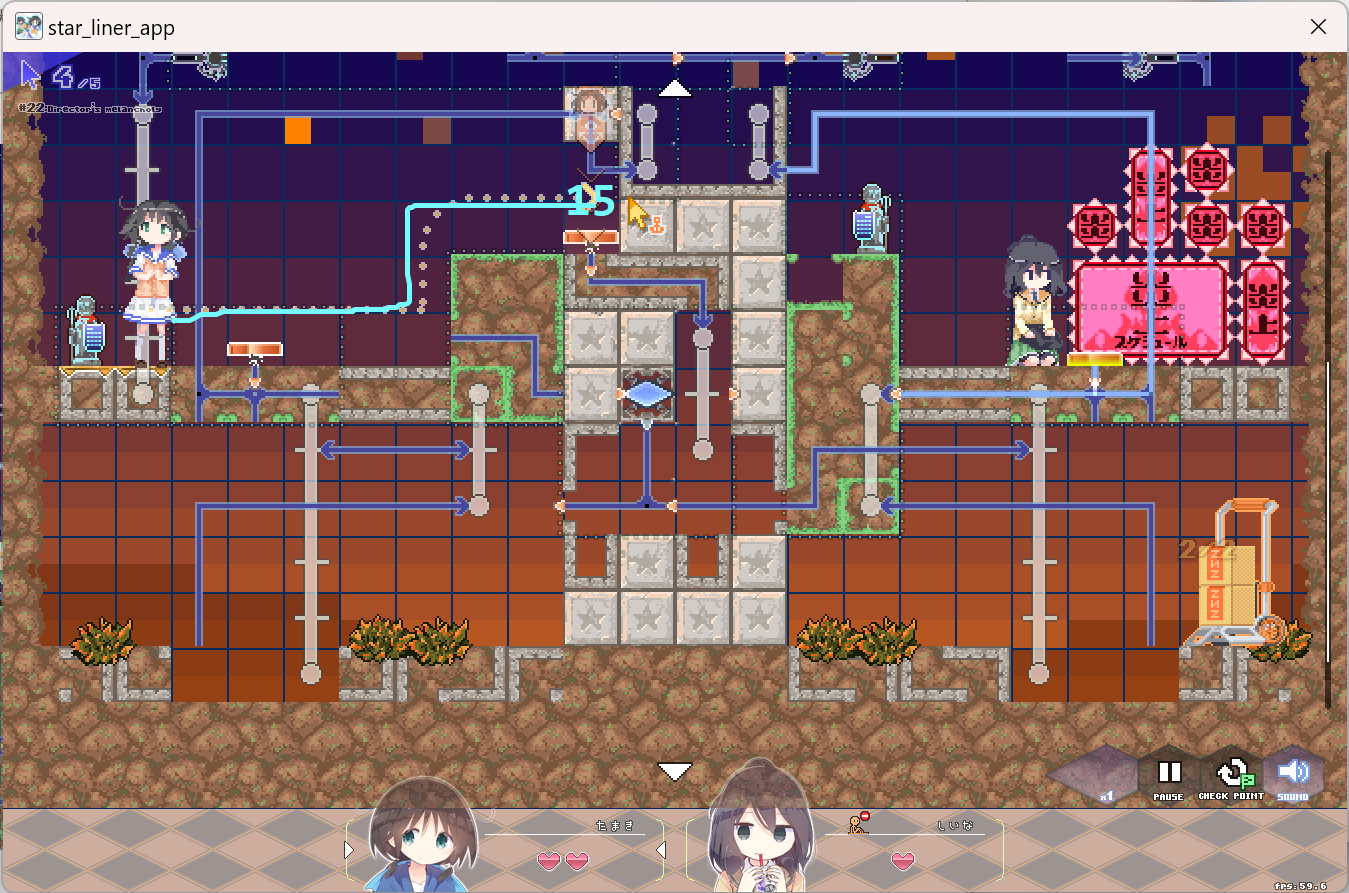 star_liner_app
4/5
#22:Director's melancholy
15
スケジュール
x1
PAUSE
CHECK POINT
SOUND
たまき
しいな
fps:59.6